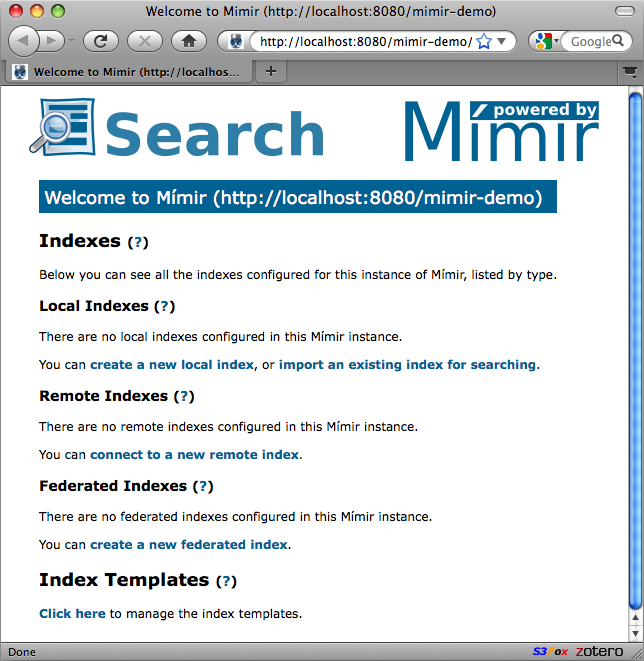 Welcome to Mimir (http://localhost:8080/mimir-demo)
http://localhost:8080/mimir-demo/
Google
Welcome to Mimir (http://localhos...
Search
powered by
Mímir
Welcome to Mímir (http://localhost:8080/mimir-demo)
Indexes (?)
Below you can see all the indexes configured for this instance of Mímir, listed by type.
Local Indexes (?)
There are no local indexes configured in this Mímir instance.
You can create a new local index, or import an existing index for searching.
Remote Indexes (?)
There are no remote indexes configured in this Mímir instance.
You can connect to a new remote index.
Federated Indexes (?)
There are no federated indexes configured in this Mímir instance.
You can create a new federated index.
Index Templates (?)
Click here to manage the index templates.
Done
S3Fox zotero